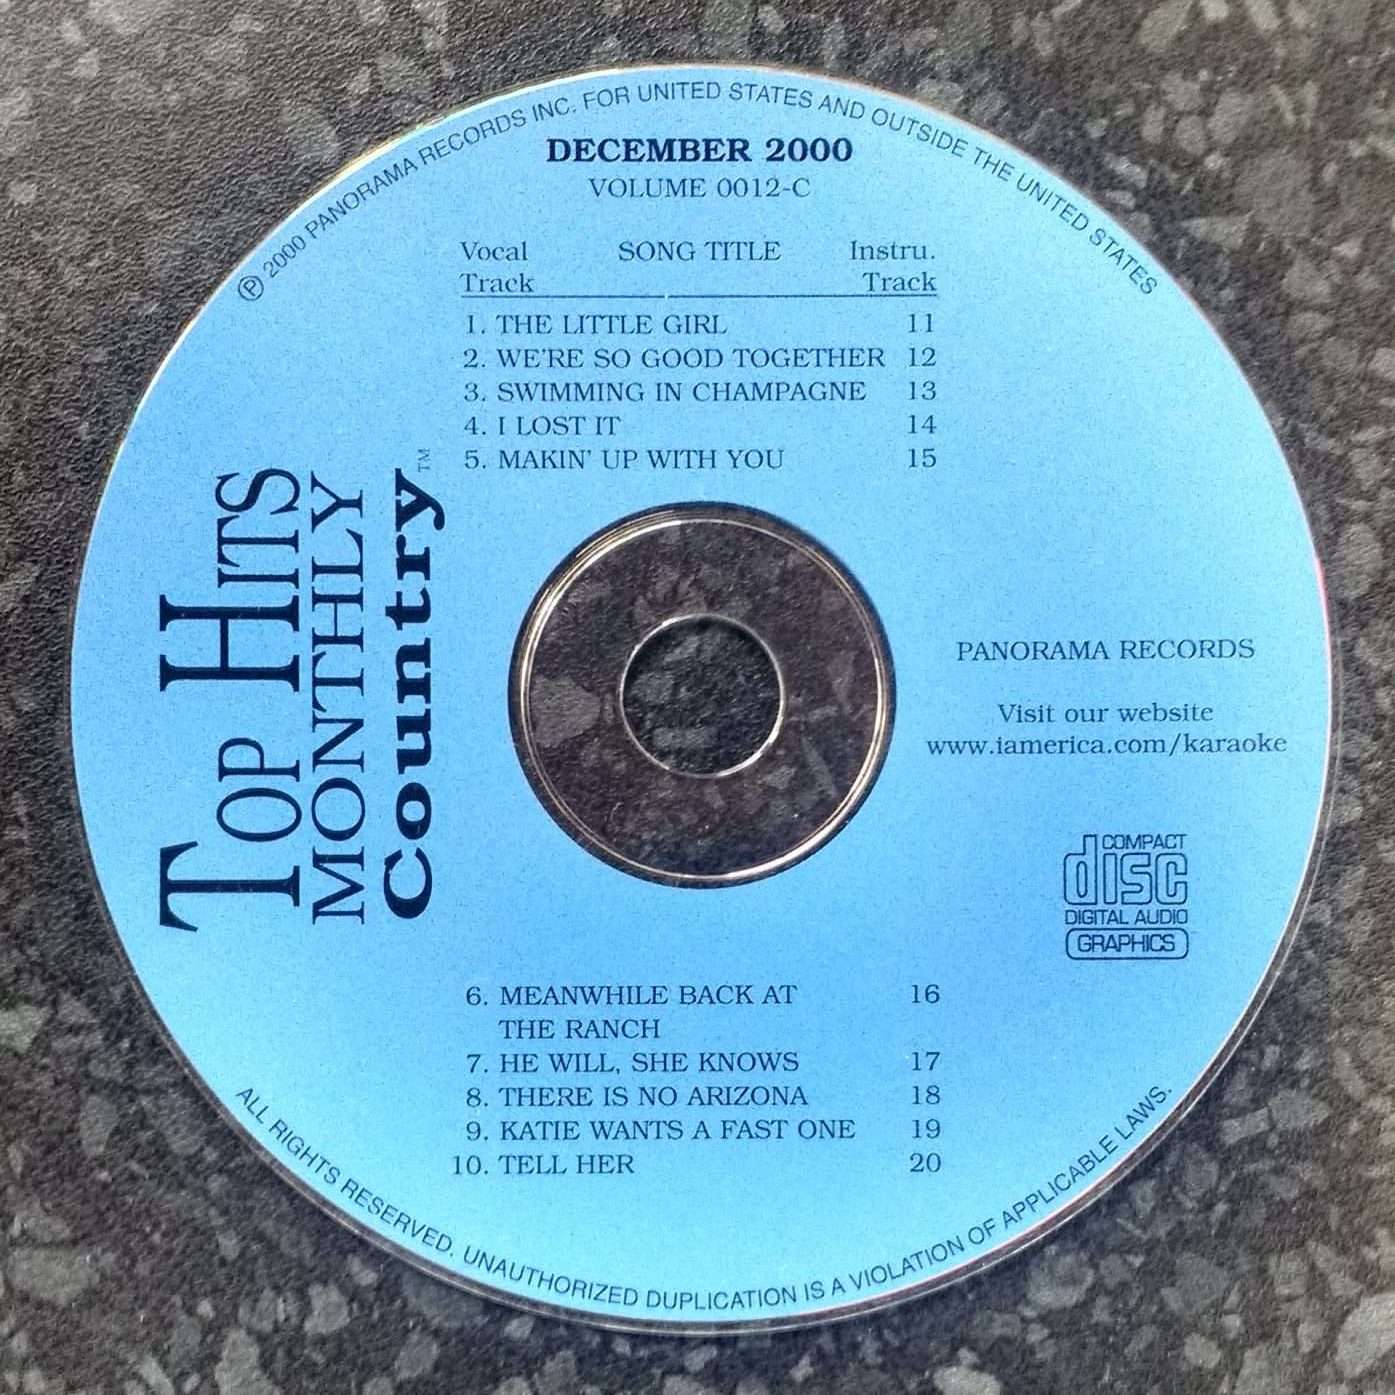 ℗ 2000 PANORAMA RECORDS INC. FOR UNITED STATES AND OUTSIDE THE UNITED STATES
DECEMBER 2000
VOLUME 0012-C
Vocal SONG TITLE Instru.
Track Track
1. THE LITTLE GIRL 11
2. WE'RE SO GOOD TOGETHER 12
3. SWIMMING IN CHAMPAGNE 13
4. I LOST IT 14
5. MAKIN' UP WITH YOU 15
TOP HITS
MONTHLY
Country™
PANORAMA RECORDS
Visit our website
www.iamerica.com/karaoke
COMPACT
disc
DIGITAL AUDIO
GRAPHICS
6. MEANWHILE BACK AT 16
THE RANCH
7. HE WILL, SHE KNOWS 17
8. THERE IS NO ARIZONA 18
9. KATIE WANTS A FAST ONE 19
10. TELL HER 20
ALL RIGHTS RESERVED. UNAUTHORIZED DUPLICATION IS A VIOLATION OF APPLICABLE LAWS.